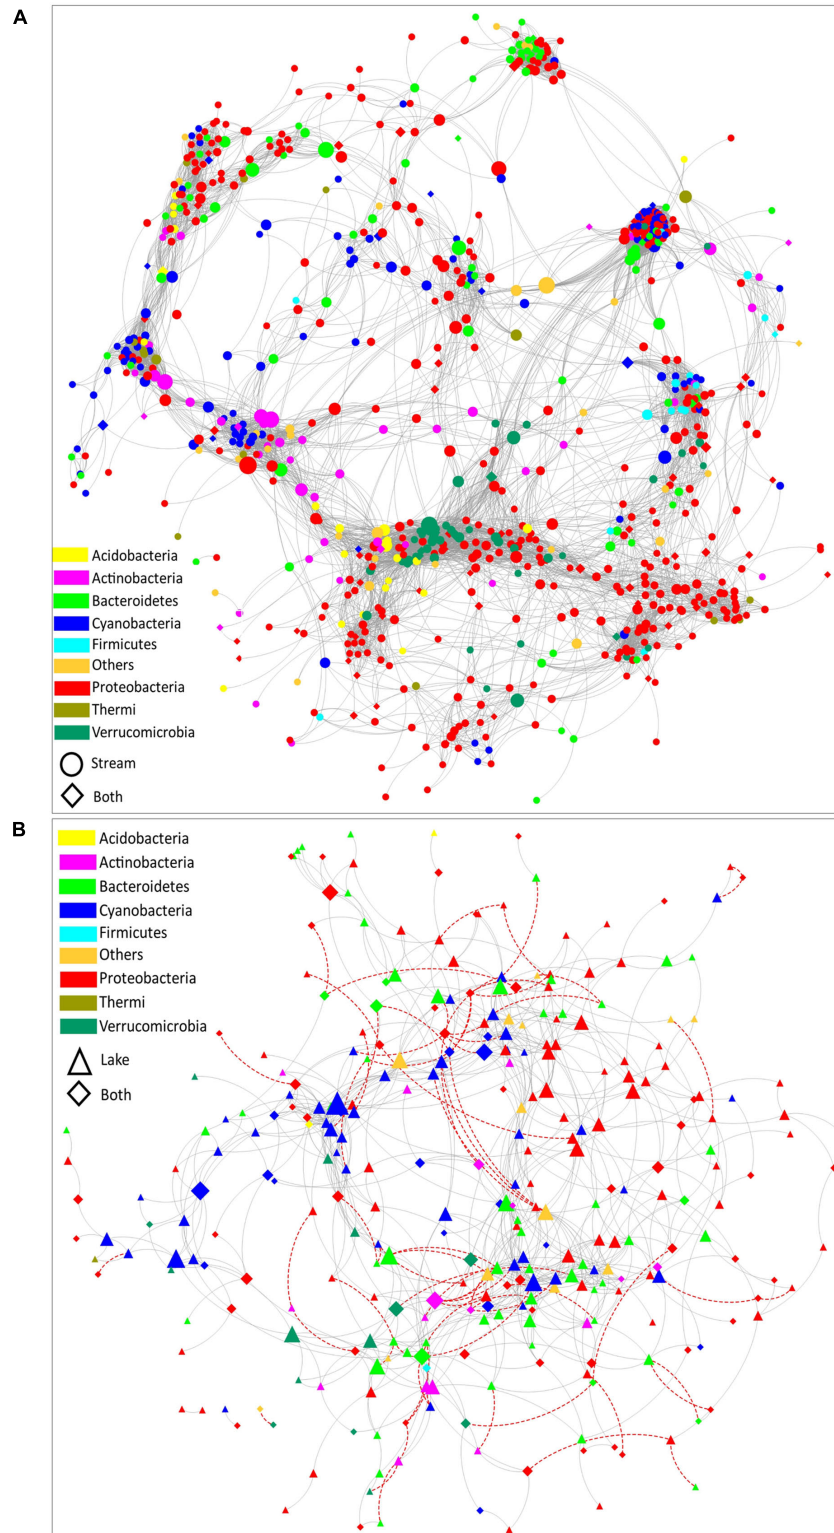 A
Acidobacteria
Actinobacteria
Bacteroidetes
Cyanobacteria
Firmicutes
Others
Proteobacteria
Thermi
Verrucomicrobia
Stream
Both
B
Acidobacteria
Actinobacteria
Bacteroidetes
Cyanobacteria
Firmicutes
Others
Proteobacteria
Thermi
Verrucomicrobia
Lake
Both